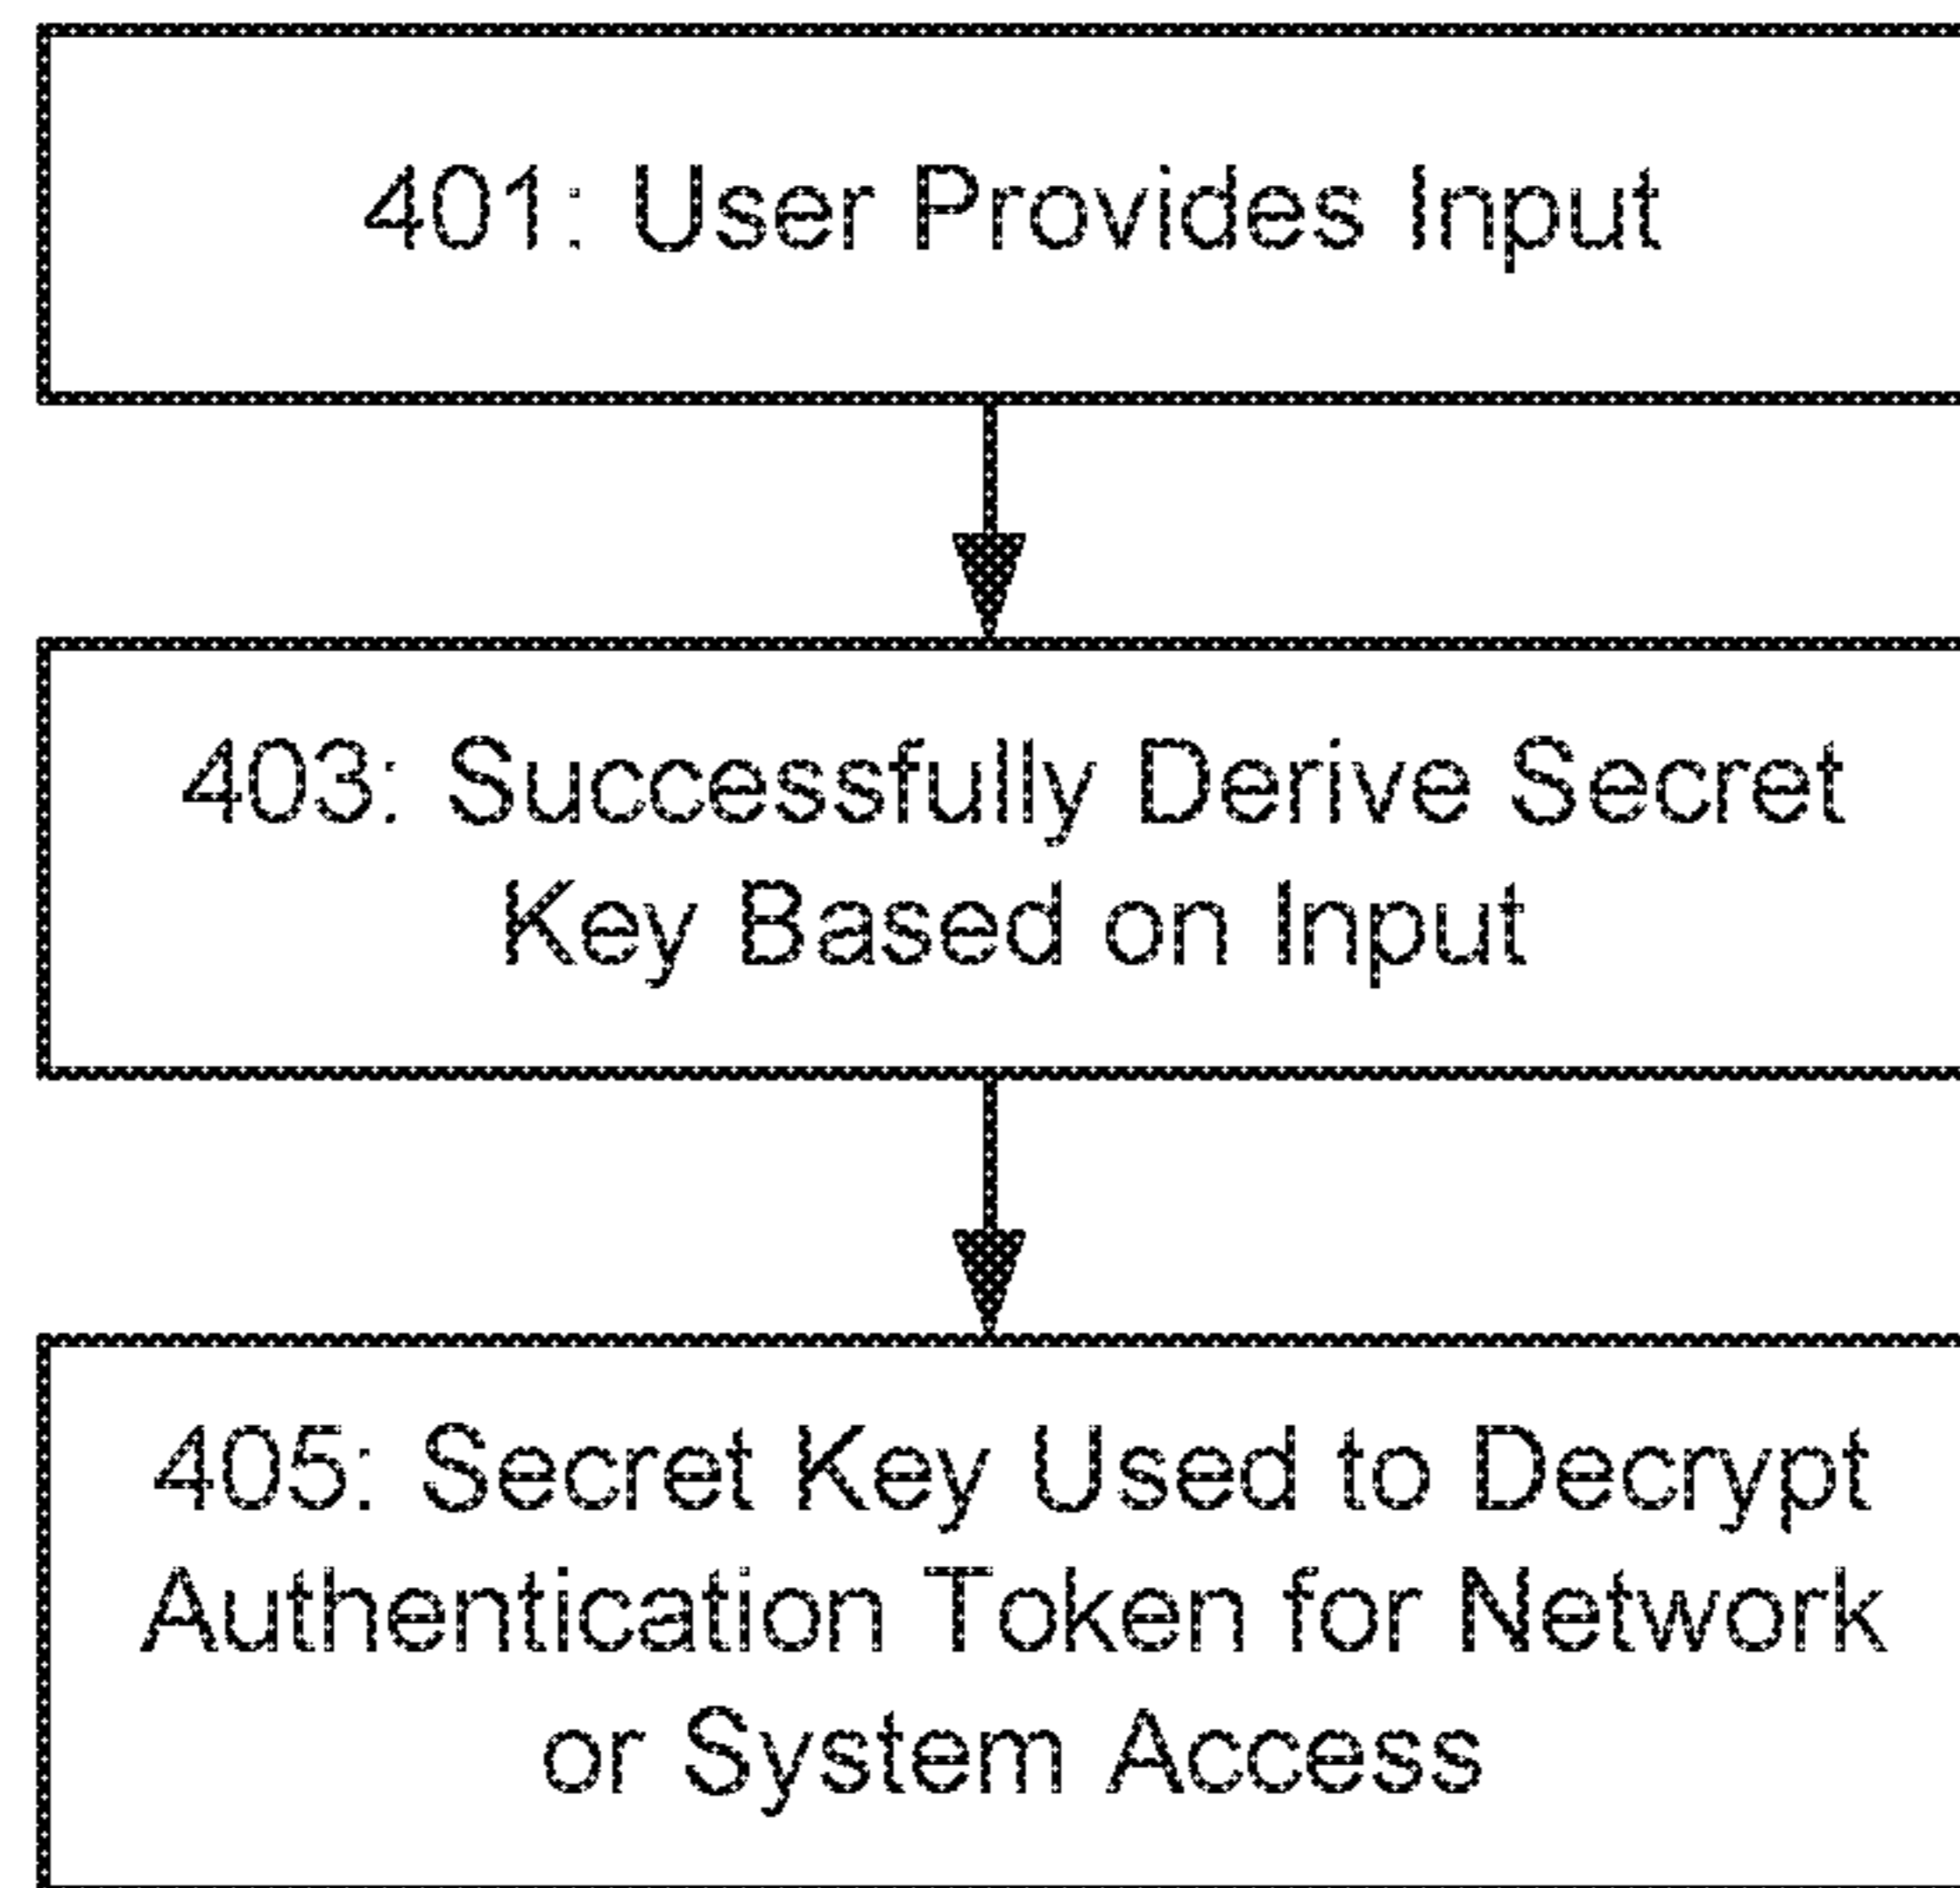 401: User Provides Input
403: Successfully Derive Secret
Key Based on Input
405: Secret Key Used to Decrypt
Authentication Token for Network
or System Access